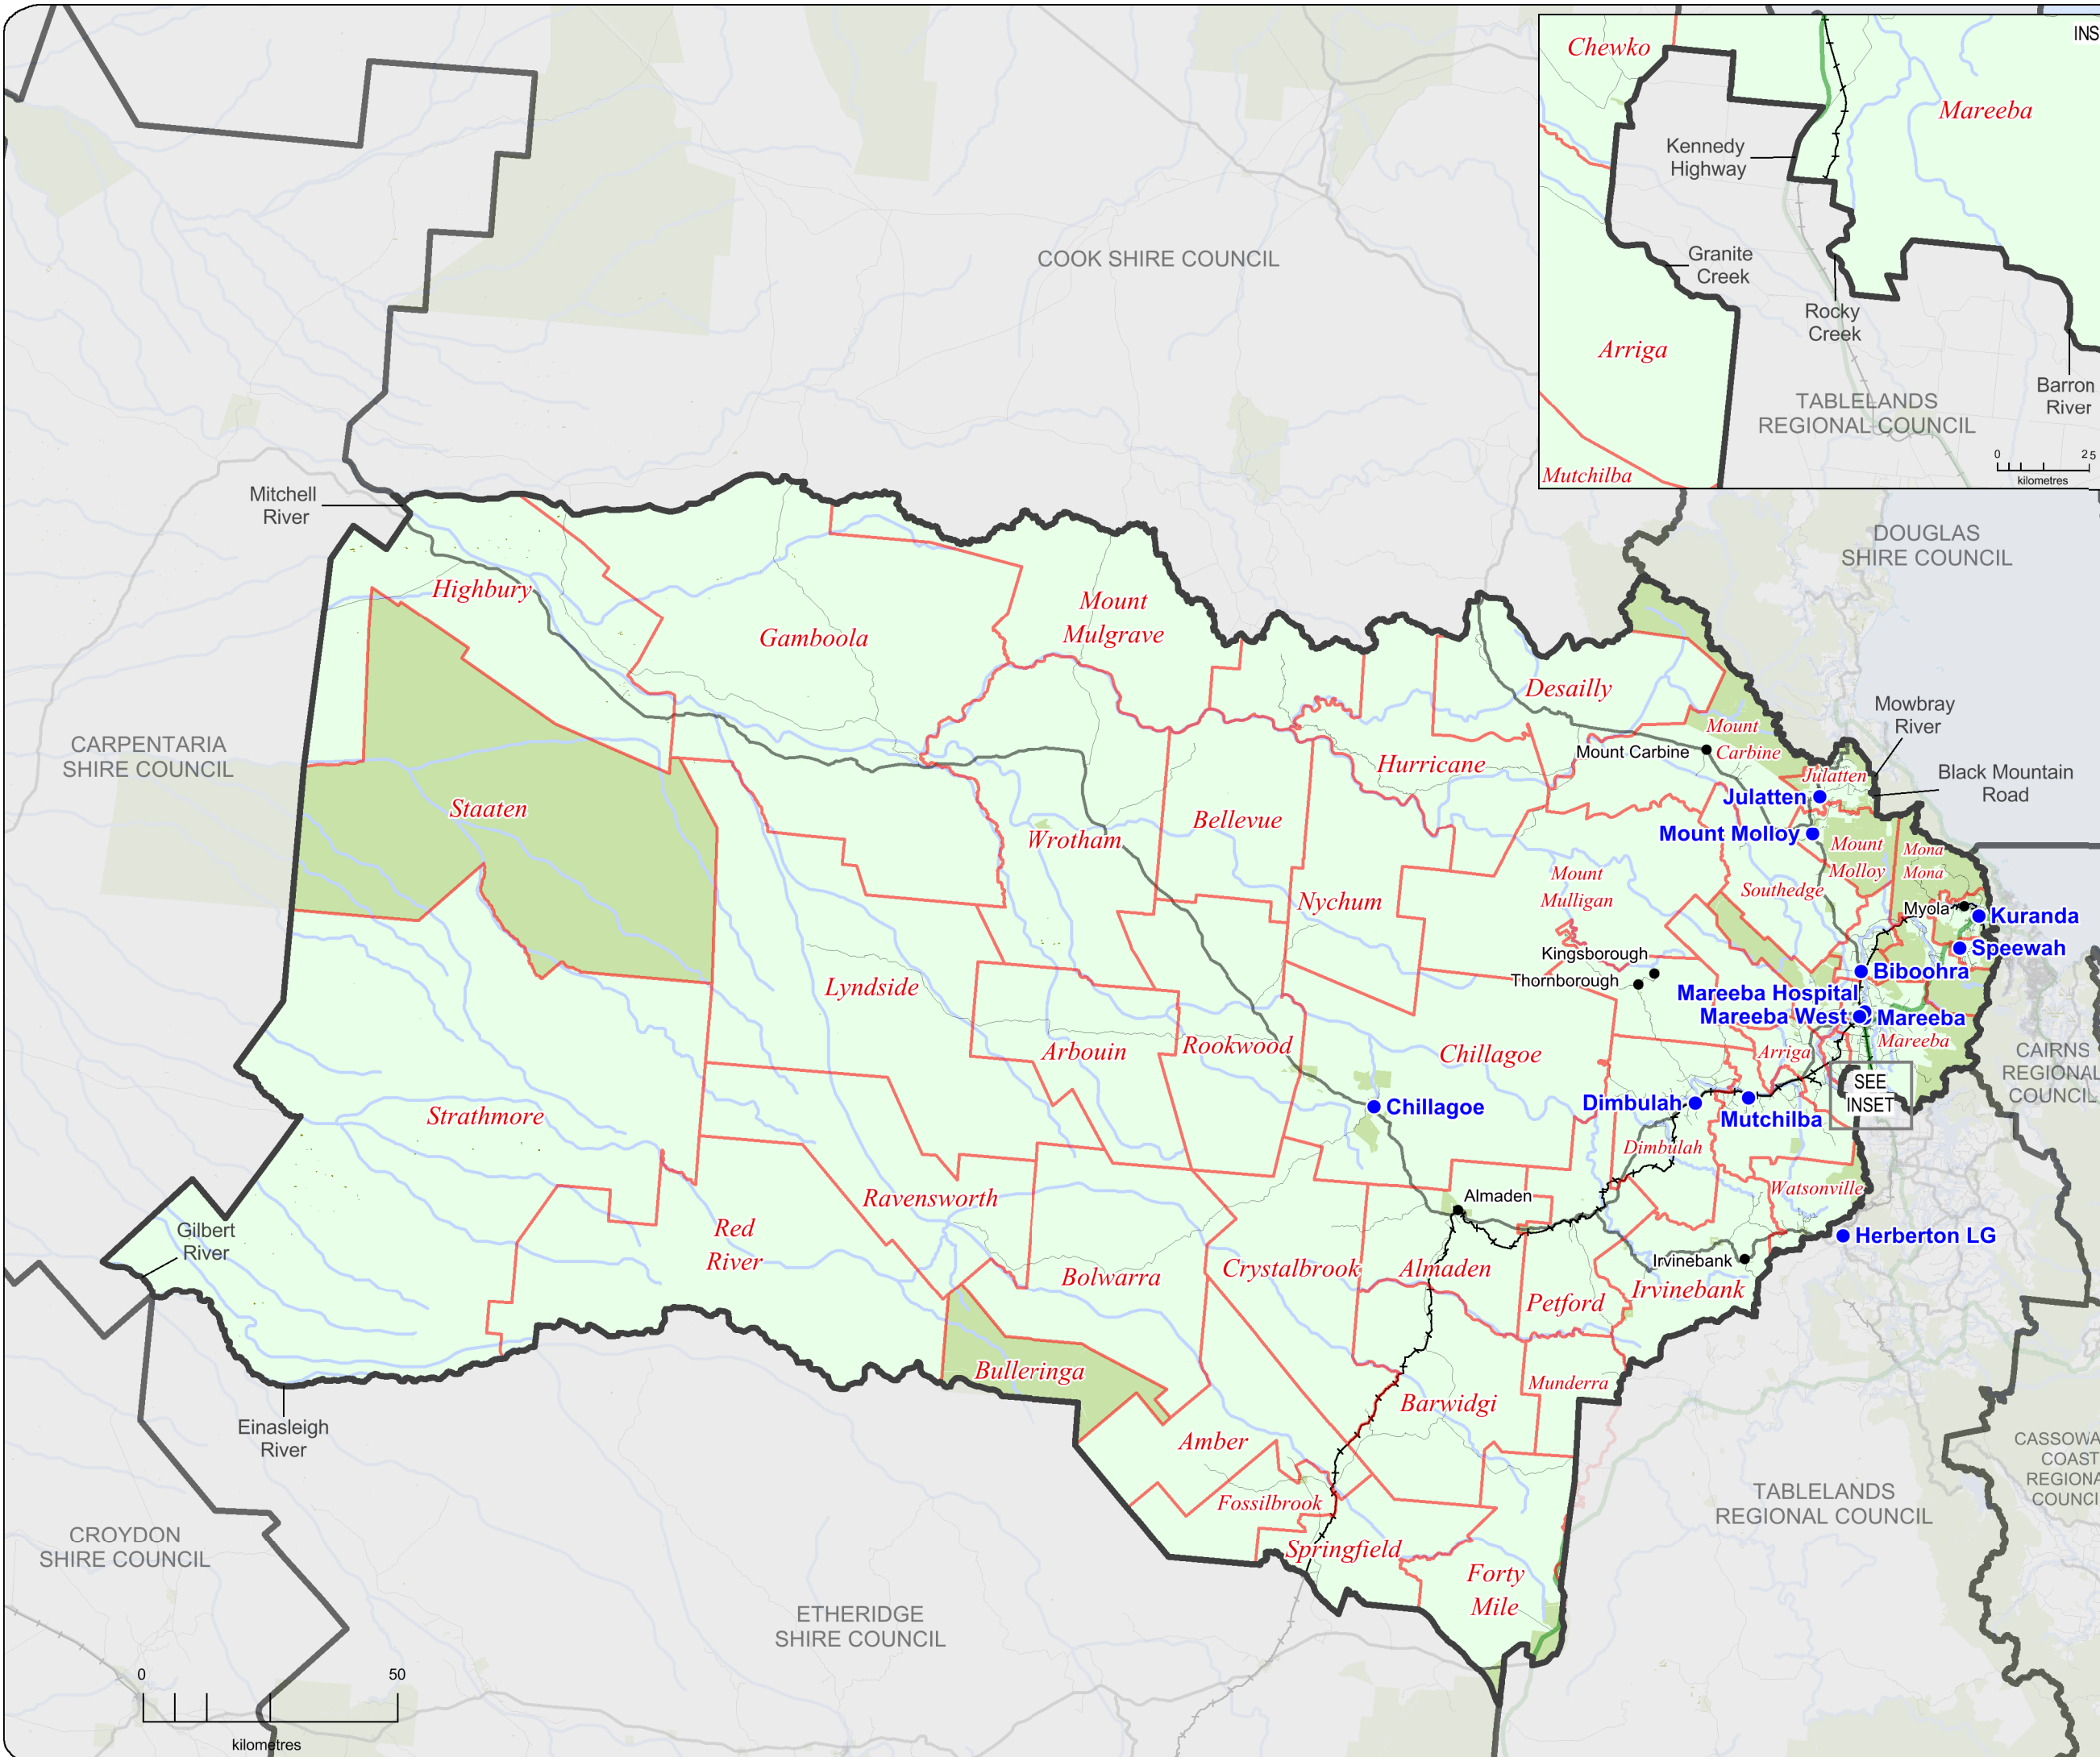 INS
Chewko
Mareeba
Kennedy
Highway
Granite
Creek
Rocky
Creek
Arriga
Barron
River
TABLELANDS
REGIONAL COUNCIL
0 25
kilometres
Mutchilba
COOK SHIRE COUNCIL
Mitchell
River
DOUGLAS
SHIRE COUNCIL
Highbury
Gamboola
Mount
Mulgrave
Desailly
Mowbray
River
Mount
Carbine
Mount Carbine
CARPENTARIA
SHIRE COUNCIL
Hurricane
Julatten
Black Mountain
Road
Julatten
Staaten
Wrotham
Bellevue
Mount Molloy
Mount
Molloy
Mona
Mona
Mount
Mulligan
Southedge
Nychum
Myola
Kuranda
Speewah
Kingsborough
Thornborough
Biboohra
Lyndside
Mareeba Hospital
Mareeba West
Mareeba
Mareeba
Arbouin
Rookwood
Chillagoe
Arriga
CAIRNS
REGIONAL
COUNCIL
SEE
INSET
Strathmore
Chillagoe
Dimbulah
Mutchilba
Dimbulah
Ravensworth
Almaden
Watsonville
Gilbert
River
Red
River
Herberton LG
Bolwarra
Crystalbrook
Almaden
Irvinebank
Irvinebank
Petford
Bulleringa
Munderra
Barwidgi
Einasleigh
River
Amber
CASSOWA
COAST
REGIONA
COUNCI
Fossilbrook
TABLELANDS
REGIONAL COUNCIL
CROYDON
SHIRE COUNCIL
Springfield
Forty
Mile
ETHERIDGE
SHIRE COUNCIL
0 50
kilometres